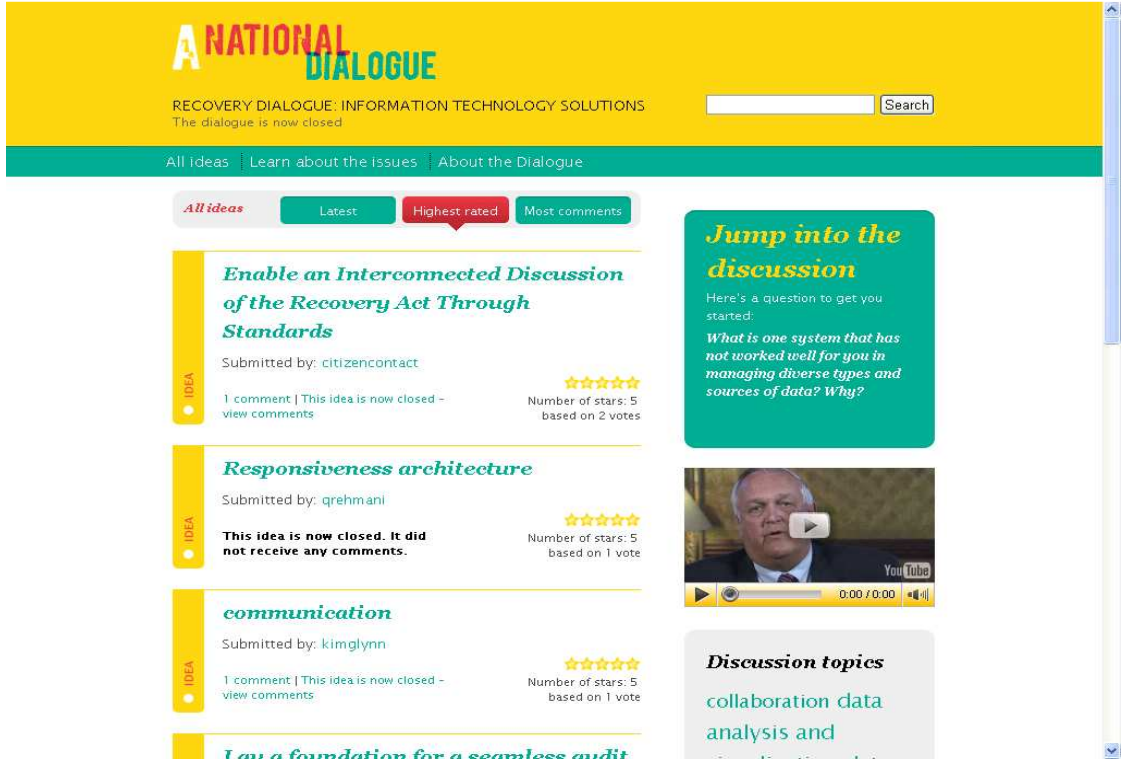 A NATIONAL
DIALOGUE
RECOVERY DIALOGUE: INFORMATION TECHNOLOGY SOLUTIONS
The dialogue is now closed
Search
All ideas Learn about the issues About the Dialogue
All ideas Latest Highest rated Most comments
Enable an Interconnected Discussion
of the Recovery Act Through
Standards
Submitted by: citizencontact
IDEA
1 comment | This idea is now closed –
view comments
Number of stars: 5
based on 2 votes
Responsiveness architecture
Submitted by: qrehmani
IDEA
This idea is now closed. It did
not receive any comments.
Number of stars: 5
based on 1 vote
communication
Submitted by: kimglynn
IDEA
1 comment | This idea is now closed –
view comments
Number of stars: 5
based on 1 vote
Lay a foundation for a seamless audit
Jump into the
discussion
Here's a question to get you
started:
What is one system that has
not worked well for you in
managing diverse types and
sources of data? Why?
YouTube
0:00 / 0:00
Discussion topics
collaboration data
analysis and